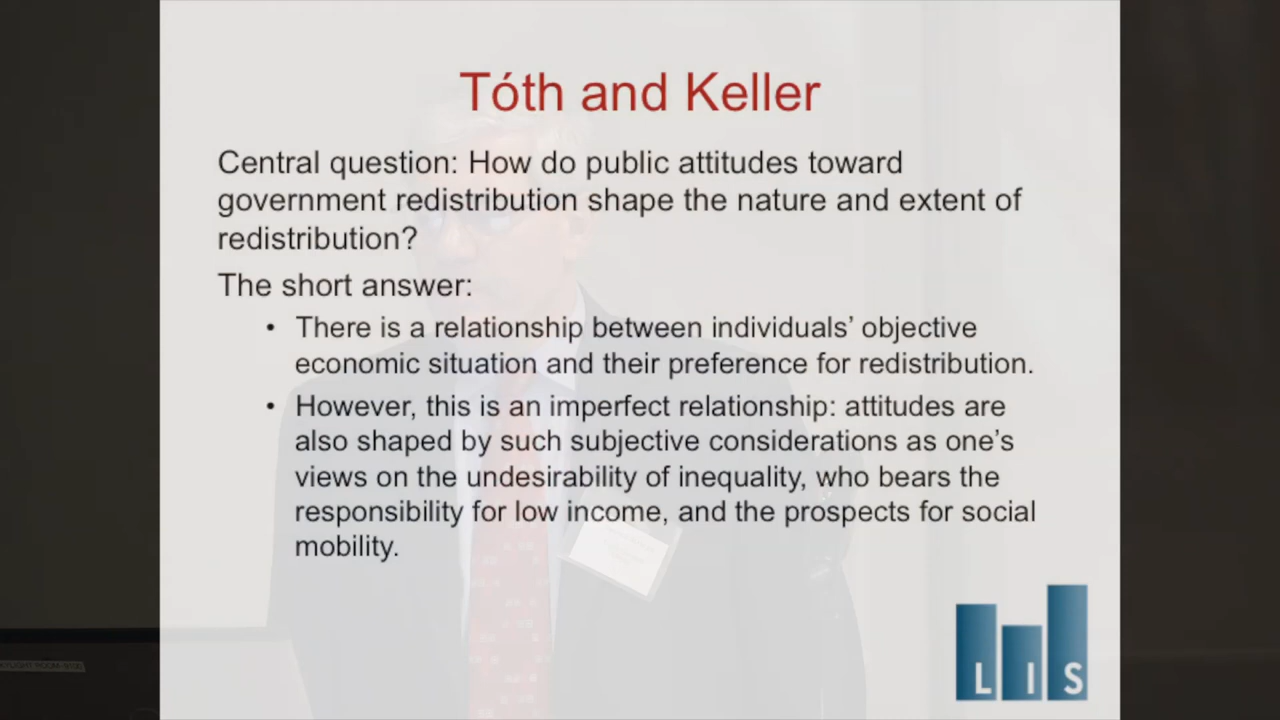 Tóth and Keller
Central question: How do public attitudes toward
government redistribution shape the nature and extent of
redistribution?
The short answer:
• There is a relationship between individuals’ objective
economic situation and their preference for redistribution.
• However, this is an imperfect relationship: attitudes are
also shaped by such subjective considerations as one’s
views on the undesirability of inequality, who bears the
responsibility for low income, and the prospects for social
mobility.
LIS